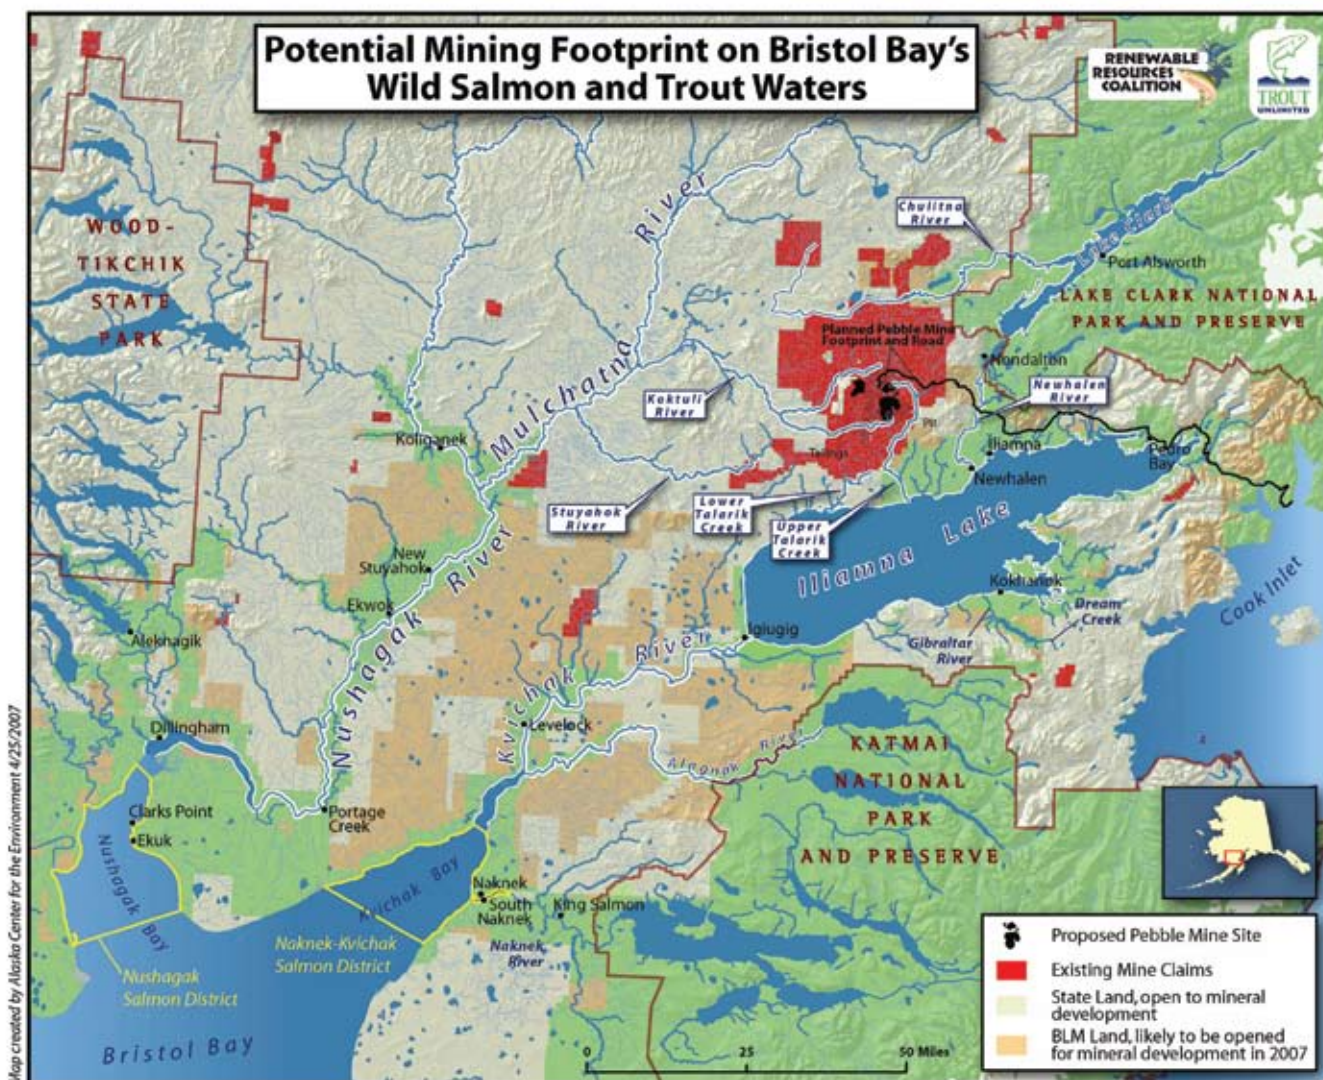 Potential Mining Footprint on Bristol Bay's
Wild Salmon and Trout Waters
RENEWABLE
RESOURCES
COALITION
TROUT
UNLIMITED
WOOD-
TIKCHIK
STATE
PARK
Mulchatna River
Chulitna
River
Lake Clark
Port Alsworth
LAKE CLARK NATIONAL
PARK AND PRESERVE
Planned Pebble Mine
Footprint and Road
Nondalton
Newhalen
River
Koktuli
River
Koliganek
Pit
Iliamna
Pedro
Bay
Tailings
Newhalen
Stuyahok
River
Lower
Talarik
Creek
Upper
Talarik
Creek
Iliamna Lake
New
Stuyahok
Nushagak River
Ekwok
Kokhanok
Dream
Creek
Cook Inlet
Aleknagik
Igiugig
Gibraltar
River
Kvichak River
Dillingham
Levelock
Alagnak River
KATMAI
NATIONAL
PARK
AND PRESERVE
Clarks Point
Ekuk
Portage
Creek
Nushagak Bay
Kvichak Bay
Naknek
South
Naknek
King Salmon
Naknek
River
Naknek-Kvichak
Salmon District
Nushagak
Salmon District
Bristol Bay
0 25 50 Miles
Proposed Pebble Mine Site
Existing Mine Claims
State Land, open to mineral
development
BLM Land, likely to be opened
for mineral development in 2007
Map created by Alaska Center for the Environment 4/25/2007